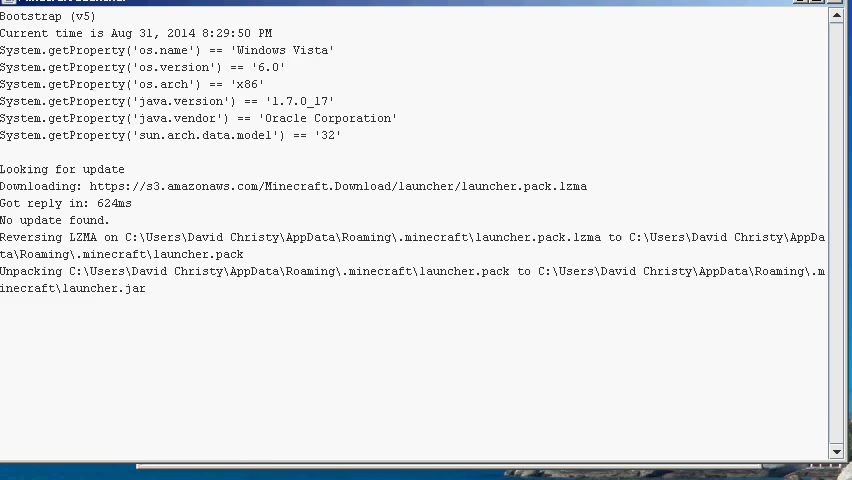 Bootstrap (v5)
Current time is Aug 31, 2014 8:29:50 PM
System.getProperty('os.name') == 'Windows Vista'
System.getProperty('os.version') == '6.0'
System.getProperty('os.arch') == 'x86'
System.getProperty('java.version') == '1.7.0_17'
System.getProperty('java.vendor') == 'Oracle Corporation'
System.getProperty('sun.arch.data.model') == '32'
Looking for update
Downloading: https://s3.amazonaws.com/Minecraft.Download/launcher/launcher.pack.lzma
Got reply in: 624ms
No update found.
Reversing LZMA on C:\Users\David Christy\AppData\Roaming\.minecraft\launcher.pack.lzma to C:\Users\David Christy\AppDa
ta\Roaming\.minecraft\launcher.pack
Unpacking C:\Users\David Christy\AppData\Roaming\.minecraft\launcher.pack to C:\Users\David Christy\AppData\Roaming\.m
inecraft\launcher.jar